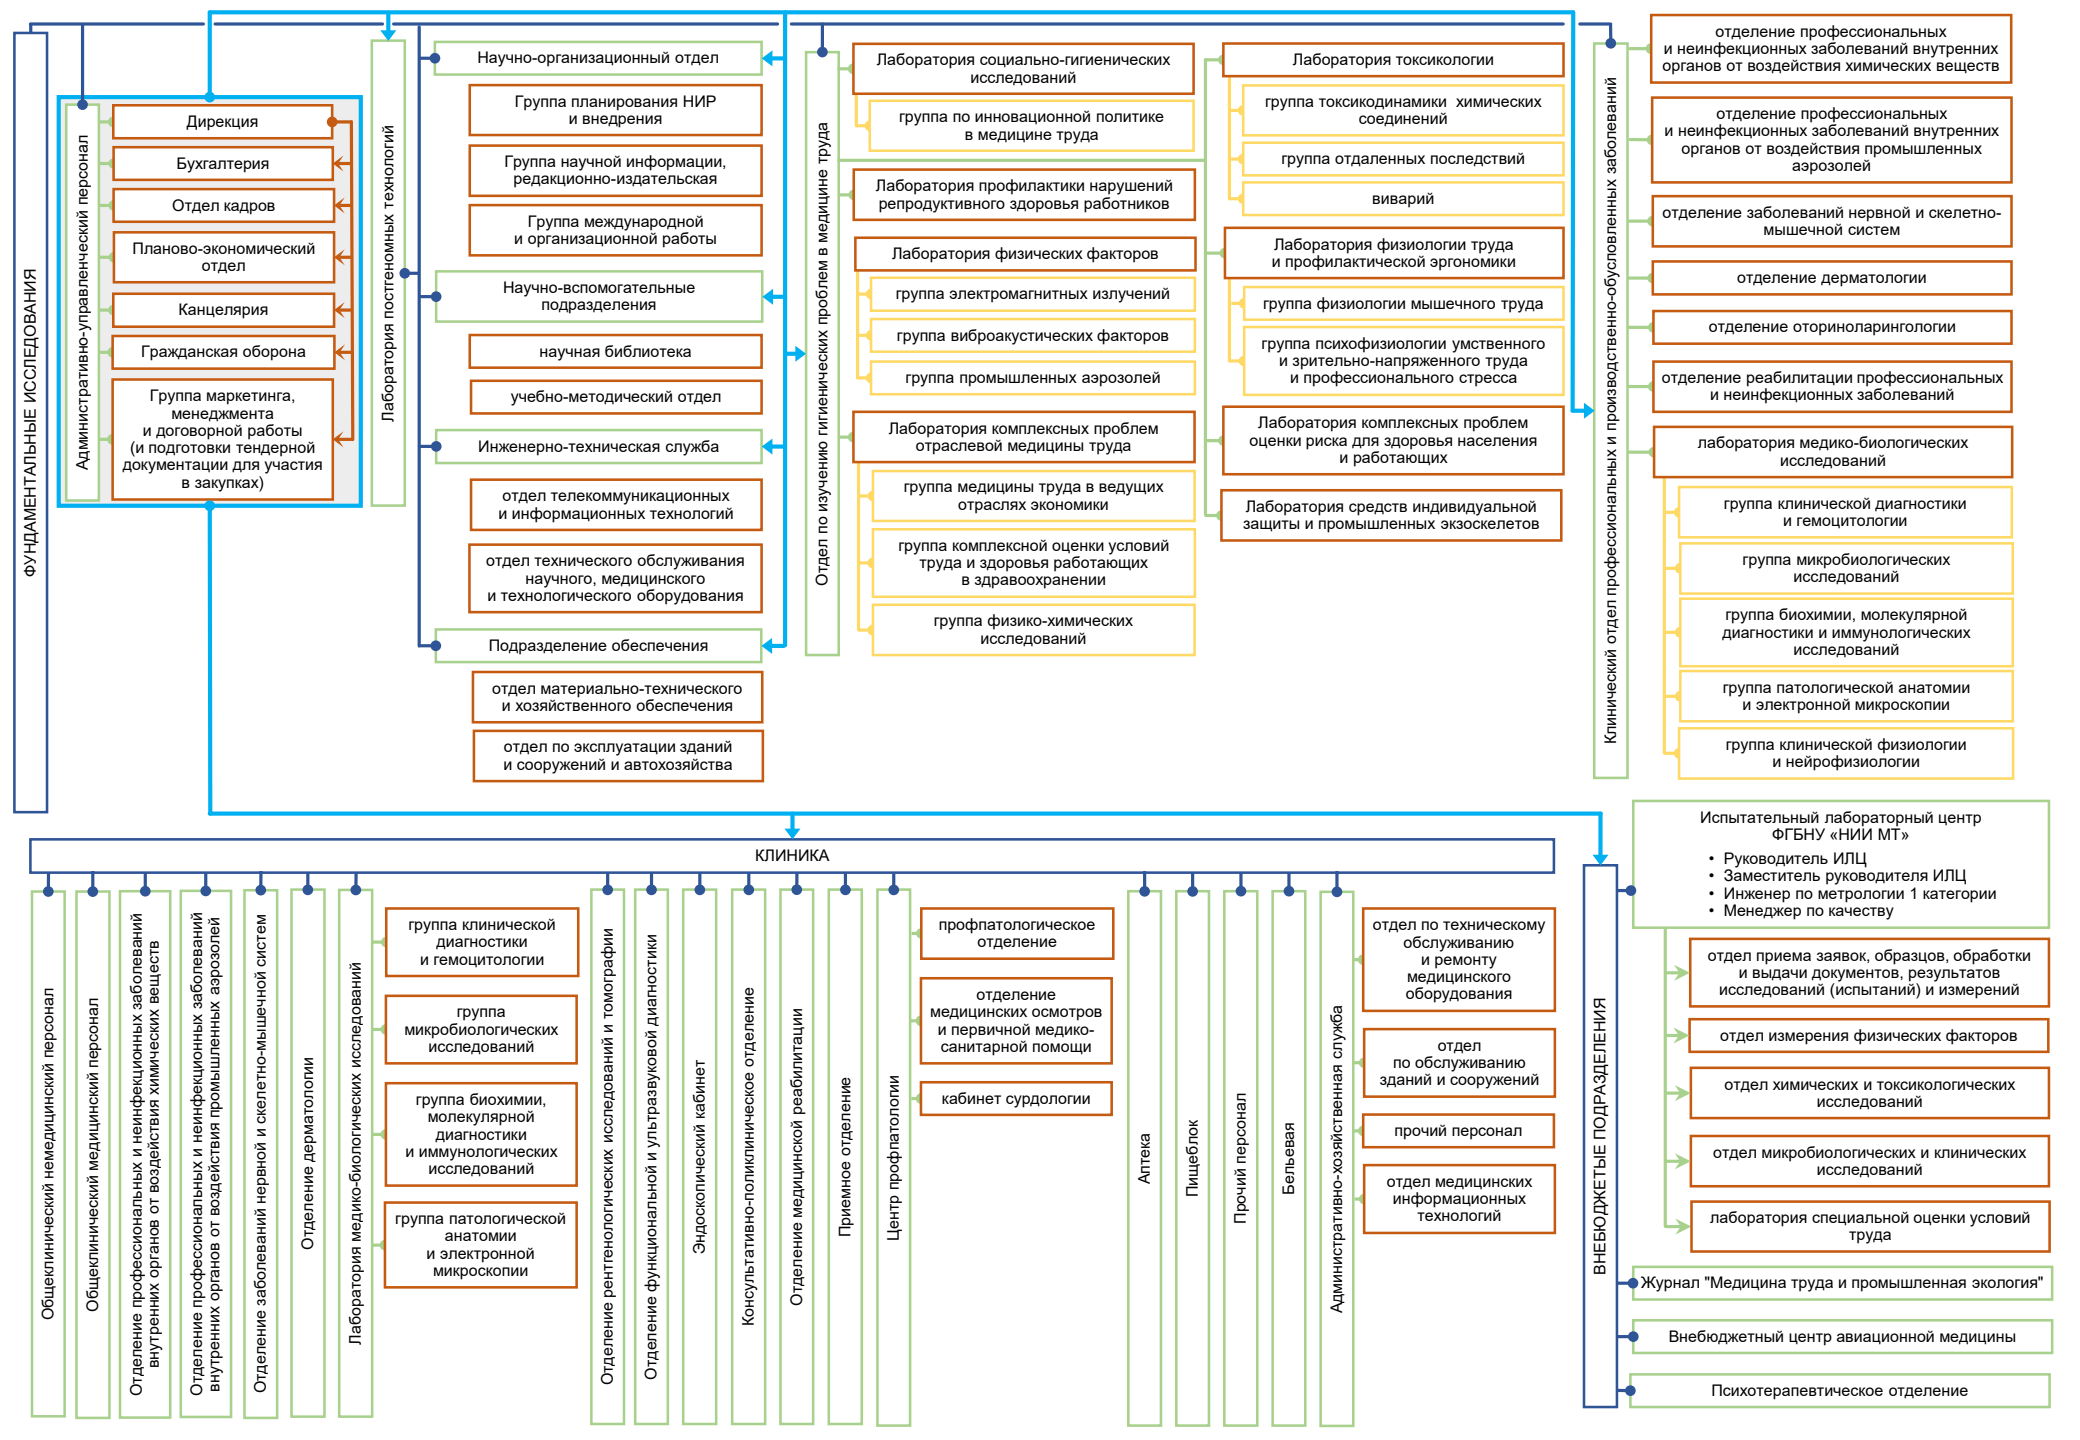 ФУНДАМЕНТАЛЬНЫЕ ИССЛЕДОВАНИЯ
Административно-управленческий персонал
Дирекция
Бухгалтерия
Отдел кадров
Планово-экономический
отдел
Канцелярия
Гражданская оборона
Группа маркетинга,
менеджмента
и договорной работы
(и подготовки тендерной
документации для участия
в закупках)
Лаборатория постгеномных технологий
Научно-организационный отдел
Группа планирования НИР
и внедрения
Группа научной информации,
редакционно-издательская
Группа международной
и организационной работы
Научно-вспомогательные
подразделения
научная библиотека
учебно-методический отдел
Инженерно-техническая служба
отдел телекоммуникационных
и информационных технологий
отдел технического обслуживания
научного, медицинского
и технологического оборудования
Подразделение обеспечения
отдел материально-технического
и хозяйственного обеспечения
отдел по эксплуатации зданий
и сооружений и автохозяйства
Отдел по изучению гигиенических проблем в медицине труда
Лаборатория социально-гигиенических
исследований
группа по инновационной политике
в медицине труда
Лаборатория профилактики нарушений
репродуктивного здоровья работников
Лаборатория физических факторов
группа электромагнитных излучений
группа виброакустических факторов
группа промышленных аэрозолей
Лаборатория комплексных проблем
отраслевой медицины труда
группа медицины труда в ведущих
отраслях экономики
группа комплексной оценки условий
труда и здоровья работающих
в здравоохранении
группа физико-химических
исследований
Лаборатория токсикологии
группа токсикодинамики химических
соединений
группа отдаленных последствий
виварий
Лаборатория физиологии труда
и профилактической эргономики
группа физиологии мышечного труда
группа психофизиологии умственного
и зрительно-напряженного труда
и профессионального стресса
Лаборатория комплексных проблем
оценки риска для здоровья населения
и работающих
Лаборатория средств индивидуальной
защиты и промышленных экзоскелетов
Клинический отдел профессиональных и производственно-обусловленных заболеваний
отделение профессиональных
и неинфекционных заболеваний внутренних
органов от воздействия химических веществ
отделение профессиональных
и неинфекционных заболеваний внутренних
органов от воздействия промышленных
аэрозолей
отделение заболеваний нервной и скелетно-
мышечной систем
отделение дерматологии
отделение оториноларингологии
отделение реабилитации профессиональных
и неинфекционных заболеваний
лаборатория медико-биологических
исследований
группа клинической диагностики
и гемоцитологии
группа микробиологических
исследований
группа биохимии, молекулярной
диагностики и иммунологических
исследований
группа патологической анатомии
и электронной микроскопии
группа клинической физиологии
и нейрофизиологии
КЛИНИКА
Общеклинический немедицинский персонал
Общеклинический медицинский персонал
Отделение профессиональных и неинфекционных заболеваний
внутренних органов от воздействия химических веществ
Отделение профессиональных и неинфекционных заболеваний
внутренних органов от воздействия промышленных аэрозолей
Отделение заболеваний нервной и скелетно-мышечной систем
Отделение дерматологии
Лаборатория медико-биологических исследований
группа клинической
диагностики
и гемоцитологии
группа
микробиологических
исследований
группа биохимии,
молекулярной
диагностики
и иммунологических
исследований
группа патологической
анатомии
и электронной
микроскопии
Отделение рентгенологических исследований и томографии
Отделение функциональной и ультразвуковой диагностики
Эндоскопический кабинет
Консультативно-поликлиническое отделение
Отделение медицинской реабилитации
Приемное отделение
Центр профпатологии
профпатологическое
отделение
отделение
медицинских осмотров
и первичной медико-
санитарной помощи
кабинет сурдологии
Аптека
Пищеблок
Прочий персонал
Бельевая
Административно-хозяйственная служба
отдел по техническому
обслуживанию
и ремонту
медицинского
оборудования
отдел
по обслуживанию
зданий и сооружений
прочий персонал
отдел медицинских
информационных
технологий
ВНЕБЮДЖЕТЫЕ ПОДРАЗДЕЛЕНИЯ
Испытательный лабораторный центр
ФГБНУ «НИИ МТ»
• Руководитель ИЛЦ
• Заместитель руководителя ИЛЦ
• Инженер по метрологии 1 категории
• Менеджер по качеству
отдел приема заявок, образцов, обработки
и выдачи документов, результатов
исследований (испытаний) и измерений
отдел измерения физических факторов
отдел химических и токсикологических
исследований
отдел микробиологических и клинических
исследований
лаборатория специальной оценки условий
труда
Журнал "Медицина труда и промышленная экология"
Внебюджетный центр авиационной медицины
Психотерапевтическое отделение